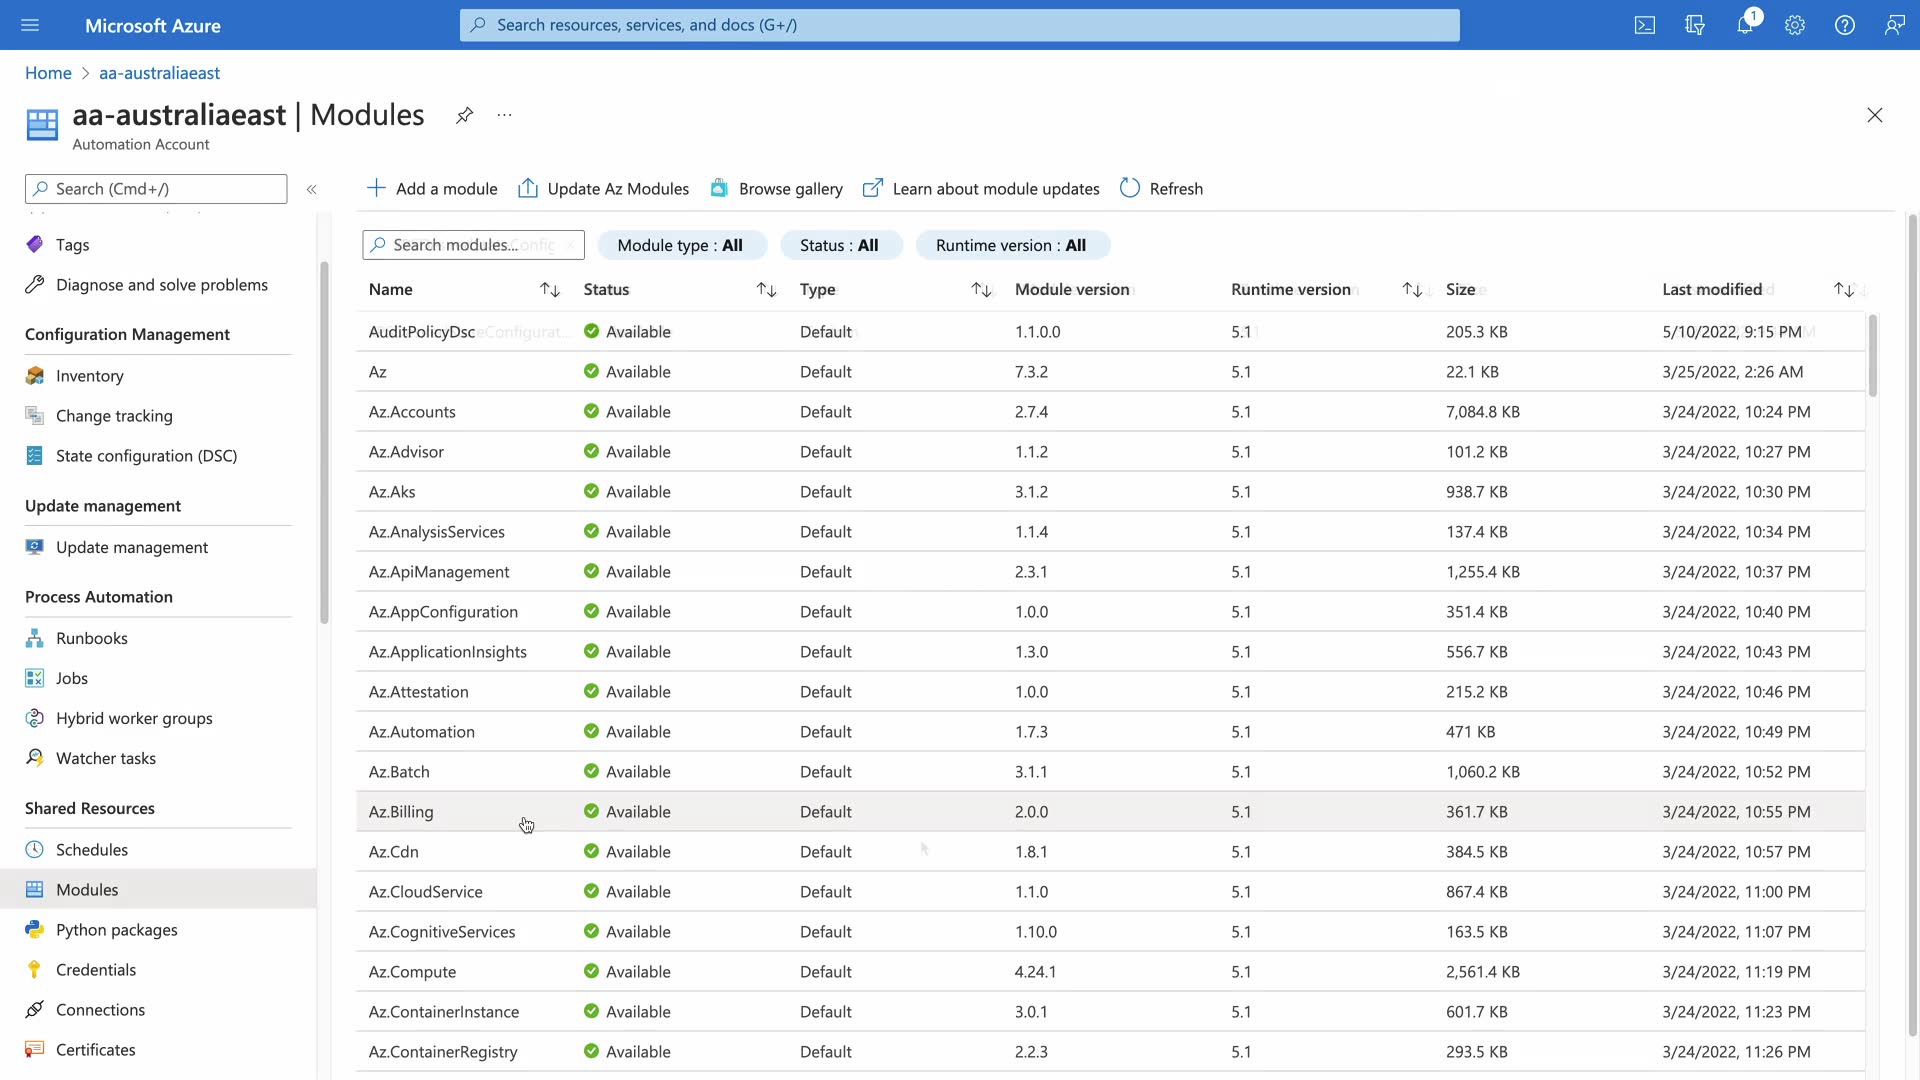 Microsoft Azure
Search resources, services, and docs (G+/)
1
Home > aa-australiaeast
aa-australiaeast | Modules
...
Automation Account
Search (Cmd+/)
«
Add a module
Update Az Modules
Browse gallery
Learn about module updates
Refresh
Tags
Diagnose and solve problems
Configuration Management
Inventory
Change tracking
State configuration (DSC)
Update management
Update management
Process Automation
Runbooks
Jobs
Hybrid worker groups
Watcher tasks
Shared Resources
Schedules
Modules
Python packages
Credentials
Connections
Certificates
Search modules...
Module type : All
Status : All
Runtime version : All
Name Status Type Module version Runtime version Size Last modified
AuditPolicyDsc Available Default 1.1.0.0 5.1 205.3 KB 5/10/2022, 9:15 PM
Az Available Default 7.3.2 5.1 22.1 KB 3/25/2022, 2:26 AM
Az.Accounts Available Default 2.7.4 5.1 7,084.8 KB 3/24/2022, 10:24 PM
Az.Advisor Available Default 1.1.2 5.1 101.2 KB 3/24/2022, 10:27 PM
Az.Aks Available Default 3.1.2 5.1 938.7 KB 3/24/2022, 10:30 PM
Az.AnalysisServices Available Default 1.1.4 5.1 137.4 KB 3/24/2022, 10:34 PM
Az.ApiManagement Available Default 2.3.1 5.1 1,255.4 KB 3/24/2022, 10:37 PM
Az.AppConfiguration Available Default 1.0.0 5.1 351.4 KB 3/24/2022, 10:40 PM
Az.ApplicationInsights Available Default 1.3.0 5.1 556.7 KB 3/24/2022, 10:43 PM
Az.Attestation Available Default 1.0.0 5.1 215.2 KB 3/24/2022, 10:46 PM
Az.Automation Available Default 1.7.3 5.1 471 KB 3/24/2022, 10:49 PM
Az.Batch Available Default 3.1.1 5.1 1,060.2 KB 3/24/2022, 10:52 PM
Az.Billing Available Default 2.0.0 5.1 361.7 KB 3/24/2022, 10:55 PM
Az.Cdn Available Default 1.8.1 5.1 384.5 KB 3/24/2022, 10:57 PM
Az.CloudService Available Default 1.1.0 5.1 867.4 KB 3/24/2022, 11:00 PM
Az.CognitiveServices Available Default 1.10.0 5.1 163.5 KB 3/24/2022, 11:07 PM
Az.Compute Available Default 4.24.1 5.1 2,561.4 KB 3/24/2022, 11:19 PM
Az.ContainerInstance Available Default 3.0.1 5.1 601.7 KB 3/24/2022, 11:23 PM
Az.ContainerRegistry Available Default 2.2.3 5.1 293.5 KB 3/24/2022, 11:26 PM